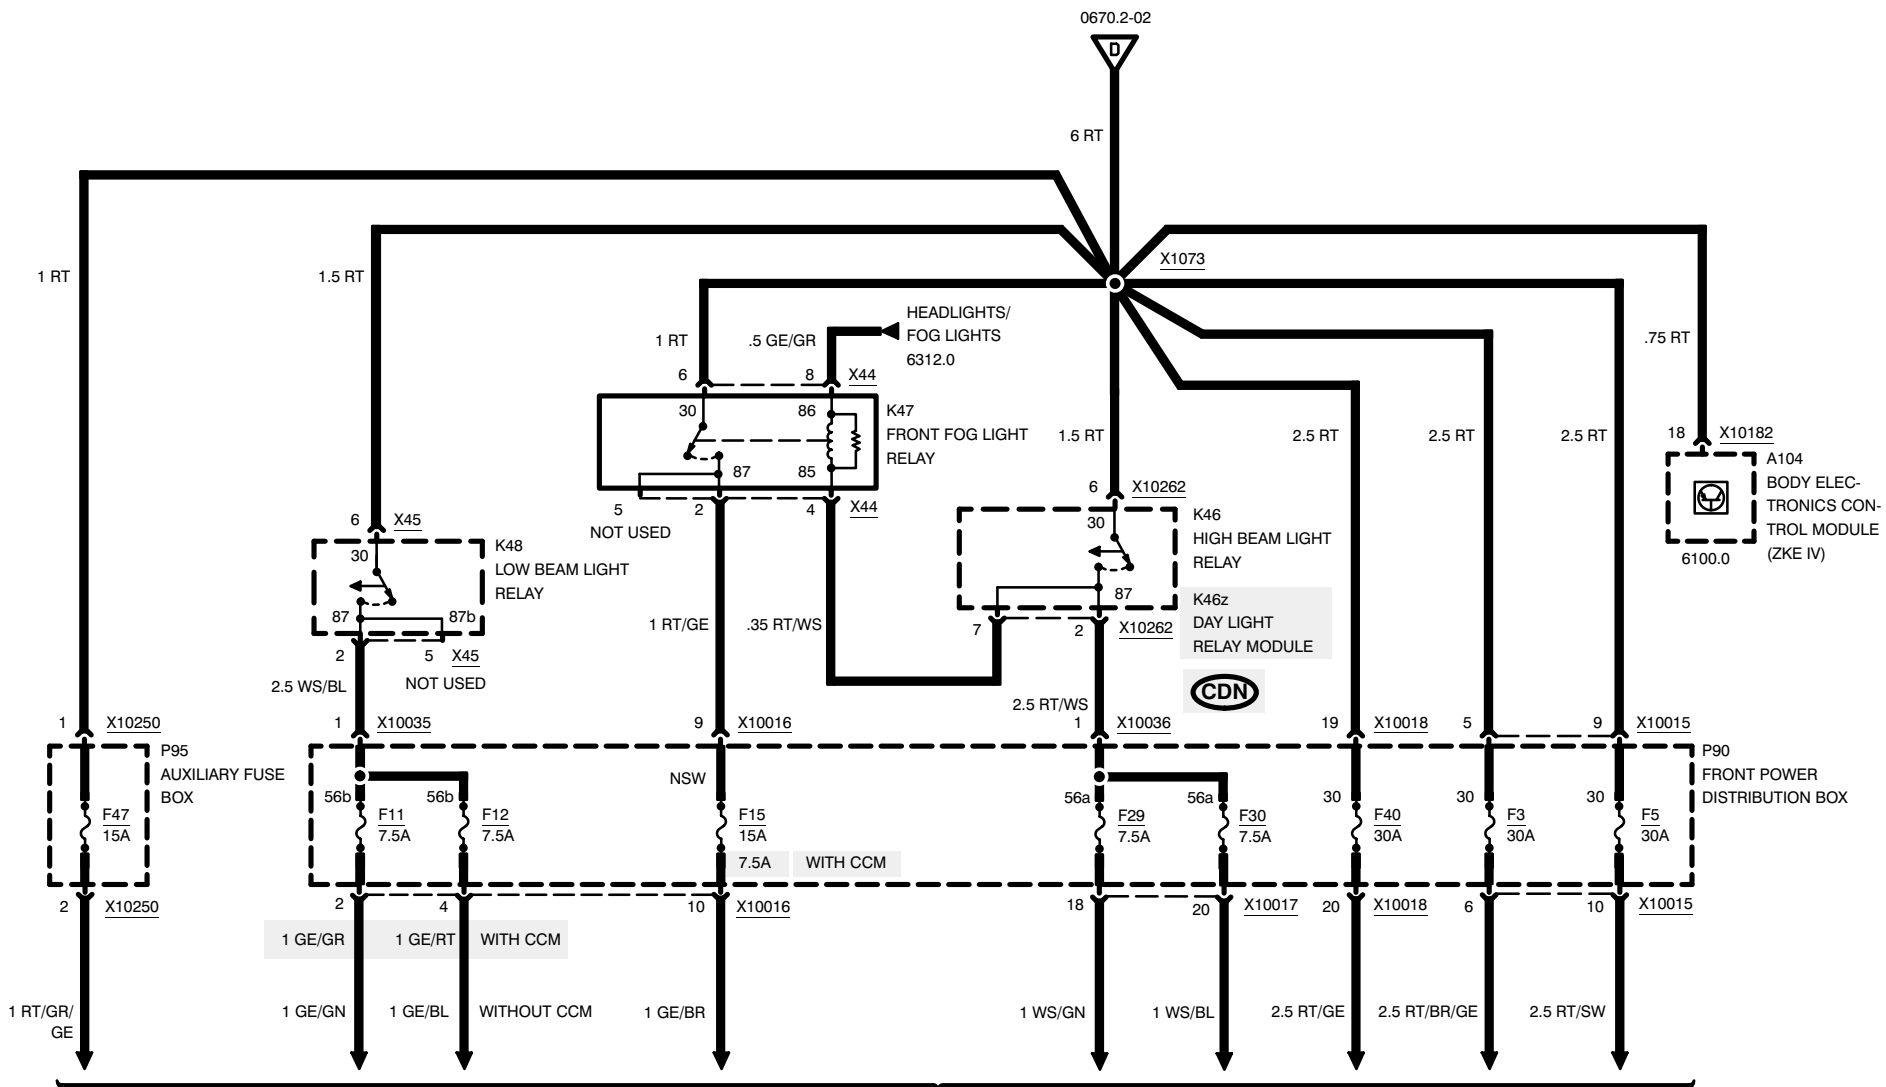 0670.2-02
D
6 RT
X1073
1 RT
1.5 RT
HEADLIGHTS/
FOG LIGHTS
6312.0
1 RT
.5 GE/GR
.75 RT
6
8
X44
30
86
K47
FRONT FOG LIGHT
RELAY
87
85
5
2
4
X44
NOT USED
1.5 RT
2.5 RT
2.5 RT
2.5 RT
18
X10182
A104
BODY ELEC-
TRONICS CON-
TROL MODULE
(ZKE IV)
6100.0
6
X45
30
K48
LOW BEAM LIGHT
RELAY
87
87b
2
5
X45
NOT USED
2.5 WS/BL
6
X10262
30
K46
HIGH BEAM LIGHT
RELAY
87
K46z
DAY LIGHT
RELAY MODULE
7
2
X10262
CDN
1 RT/GE
.35 RT/WS
2.5 RT/WS
1
X10250
1
X10035
9
X10016
1
X10036
19
X10018
5
9
X10015
P95
AUXILIARY FUSE
BOX
F47
15A
P90
FRONT POWER
DISTRIBUTION BOX
NSW
56b
F11
7.5A
56b
F12
7.5A
F15
15A
7.5A
WITH CCM
56a
F29
7.5A
56a
F30
7.5A
30
F40
30A
30
F3
30A
30
F5
30A
2
X10250
2
4
10
X10016
18
20
X10017
20
X10018
6
10
X10015
1 GE/GR
1 GE/RT
WITH CCM
1 RT/GR/
GE
1 GE/GN
1 GE/BL
WITHOUT CCM
1 GE/BR
1 WS/GN
1 WS/BL
2.5 RT/GE
2.5 RT/BR/GE
2.5 RT/SW